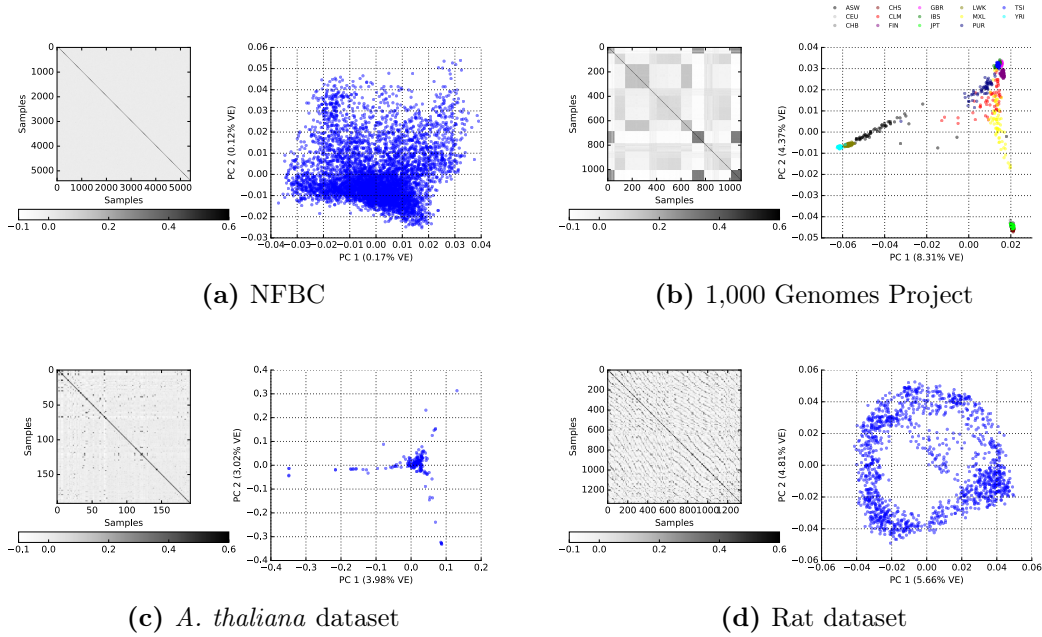 ASW CHS GBR LWK TSI
CEU CLM IBS MXL YRI
CHB FIN JPT PUR
0
1000
2000
3000
4000
5000
Samples
0 1000 2000 3000 4000 5000
Samples
−0.1 0.0 0.2 0.4 0.6
0.06
0.05
0.04
0.03
0.02
0.01
0.00
−0.01
−0.02
−0.03
PC 2 (0.12% VE)
−0.04 −0.03 −0.02 −0.01 0.00 0.01 0.02 0.03 0.04
PC 1 (0.17% VE)
(a) NFBC
0
200
400
600
800
1000
Samples
0 200 400 600 800 1000
Samples
−0.1 0.0 0.2 0.4 0.6
0.04
0.03
0.02
0.01
0.00
−0.01
−0.02
−0.03
−0.04
−0.05
PC 2 (4.37% VE)
−0.06 −0.04 −0.02 0.00 0.02
PC 1 (8.31% VE)
(b) 1,000 Genomes Project
0
50
100
150
Samples
0 50 100 150
Samples
−0.1 0.0 0.2 0.4 0.6
0.4
0.3
0.2
0.1
0.0
−0.1
−0.2
−0.3
−0.4
PC 2 (3.02% VE)
−0.4 −0.3 −0.2 −0.1 0.0 0.1 0.2
PC 1 (3.98% VE)
(c) A. thaliana dataset
0
200
400
600
800
1000
1200
Samples
0 200 400 600 800 1000 1200
Samples
−0.1 0.0 0.2 0.4 0.6
0.06
0.04
0.02
0.00
−0.02
−0.04
−0.06
PC 2 (4.81% VE)
−0.06 −0.04 −0.02 0.00 0.02 0.04 0.06
PC 1 (5.66% VE)
(d) Rat dataset